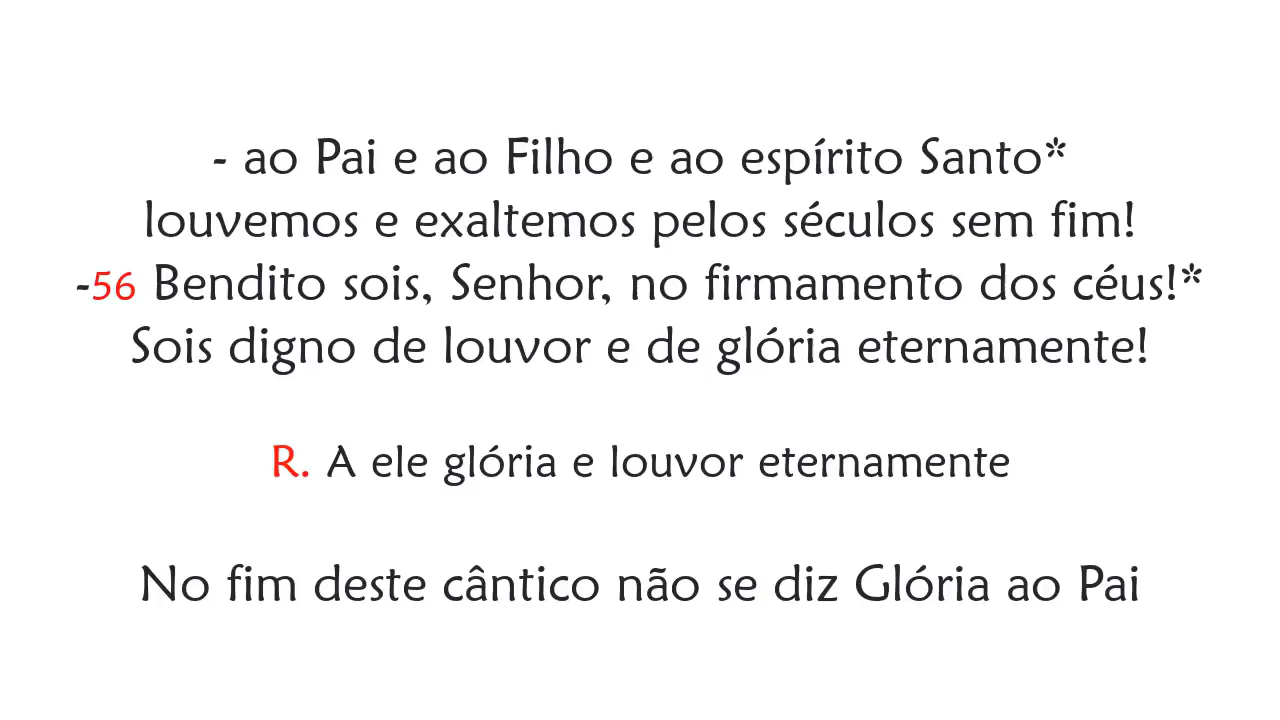 - ao Pai e ao Filho e ao espírito Santo*
louvemos e exaltemos pelos séculos sem fim!
-56 Bendito sois, Senhor, no firmamento dos céus!*
Sois digno de louvor e de glória eternamente!
R. A ele glória e louvor eternamente
No fim deste cântico não se diz Glória ao Pai